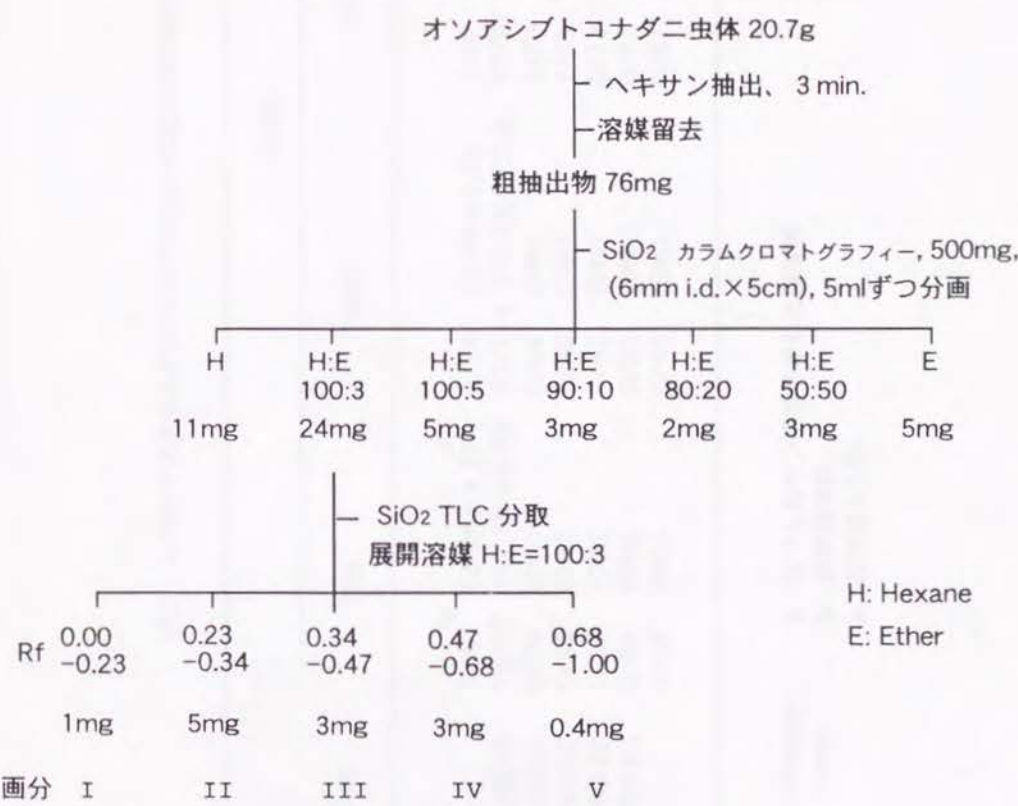 オソアシブトコナダニ虫体 20.7g
ヘキサン抽出、3 min.
溶媒留去
粗抽出物 76mg
SiO2 カラムクロマトグラフィー, 500mg,
(6mm i.d.×5cm), 5mlずつ分画
H H:E H:E H:E H:E H:E E
100:3 100:5 90:10 80:20 50:50
11mg 24mg 5mg 3mg 2mg 3mg 5mg
SiO2 TLC 分取
展開溶媒 H:E=100:3
H: Hexane
E: Ether
Rf 0.00 0.23 0.34 0.47 0.68
-0.23 -0.34 -0.47 -0.68 -1.00
1mg 5mg 3mg 3mg 0.4mg
画分 I II III IV V